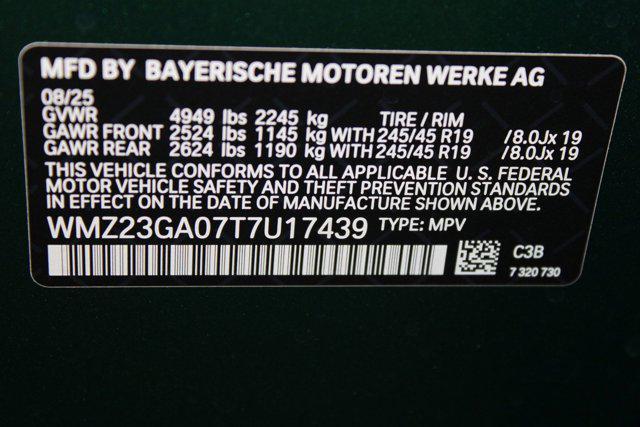 MFD BY BAYERISCHE MOTOREN WERKE AG
08/25
GVWR 4949 lbs 2245 kg TIRE / RIM
GAWR FRONT 2524 lbs 1145 kg WITH 245/45 R19 /8.0Jx 19
GAWR REAR 2624 lbs 1190 kg WITH 245/45 R19 /8.0Jx 19
THIS VEHICLE CONFORMS TO ALL APPLICABLE U. S. FEDERAL
MOTOR VEHICLE SAFETY AND THEFT PREVENTION STANDARDS
IN EFFECT ON THE DATE OF MANUFACTURE SHOWN ABOVE.
WMZ23GA07T7U17439 TYPE: MPV
C3B
7 320 730